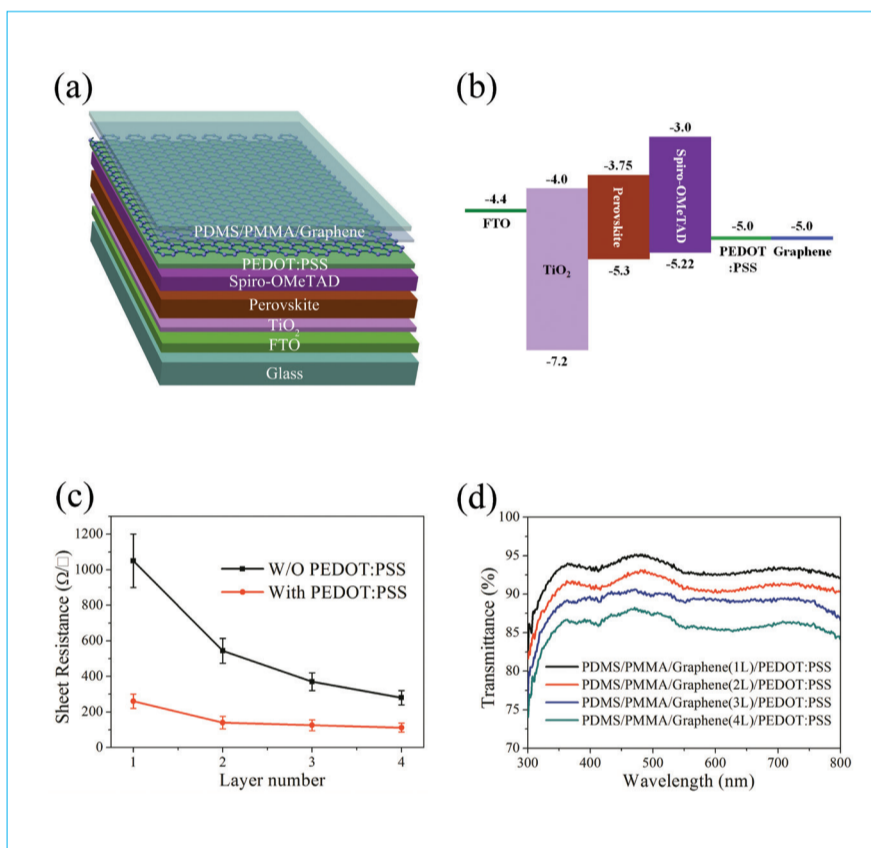 (a)
PDMS/PMMA/Graphene
PEDOT:PSS
Spiro-OMeTAD
Perovskite
TiO₂
FTO
Glass
(b)
-3.0
-3.75
-4.0
-4.4
FTO
TiO₂
Perovskite
Spiro-OMeTAD
-5.0
-5.0
PEDOT
:PSS
Graphene
-5.3
-5.22
-7.2
(c)
Sheet Resistance (Ω/□)
1200
1000
800
600
400
200
0
W/O PEDOT:PSS
With PEDOT:PSS
1 2 3 4
Layer number
(d)
Transmittance (%)
100
95
90
85
80
75
70
PDMS/PMMA/Graphene(1L)/PEDOT:PSS
PDMS/PMMA/Graphene(2L)/PEDOT:PSS
PDMS/PMMA/Graphene(3L)/PEDOT:PSS
PDMS/PMMA/Graphene(4L)/PEDOT:PSS
300 400 500 600 700 800
Wavelength (nm)